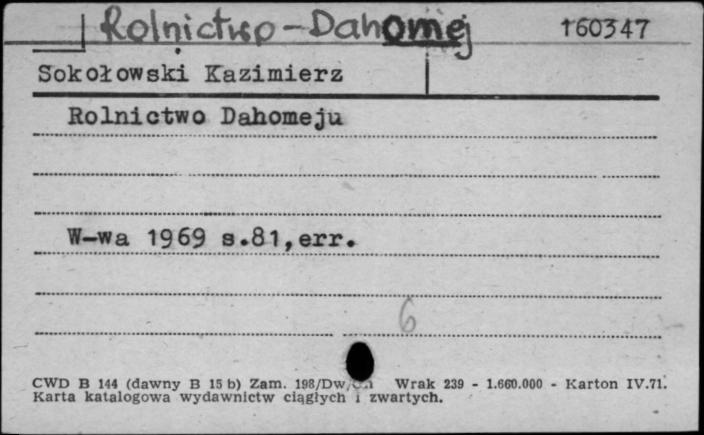 Rolnictwo - Dahomej 160347
Sokołowski Kazimierz
Rolnictwo Dahomeju
W-wa 1969 s.81,err.
6
CWD B 144 (dawny B 15 b) Zam. 198/Dw/ Wrak 239 - 1.660.000 - Karton IV.71.
Karta katalogowa wydawnictw ciągłych i zwartych.